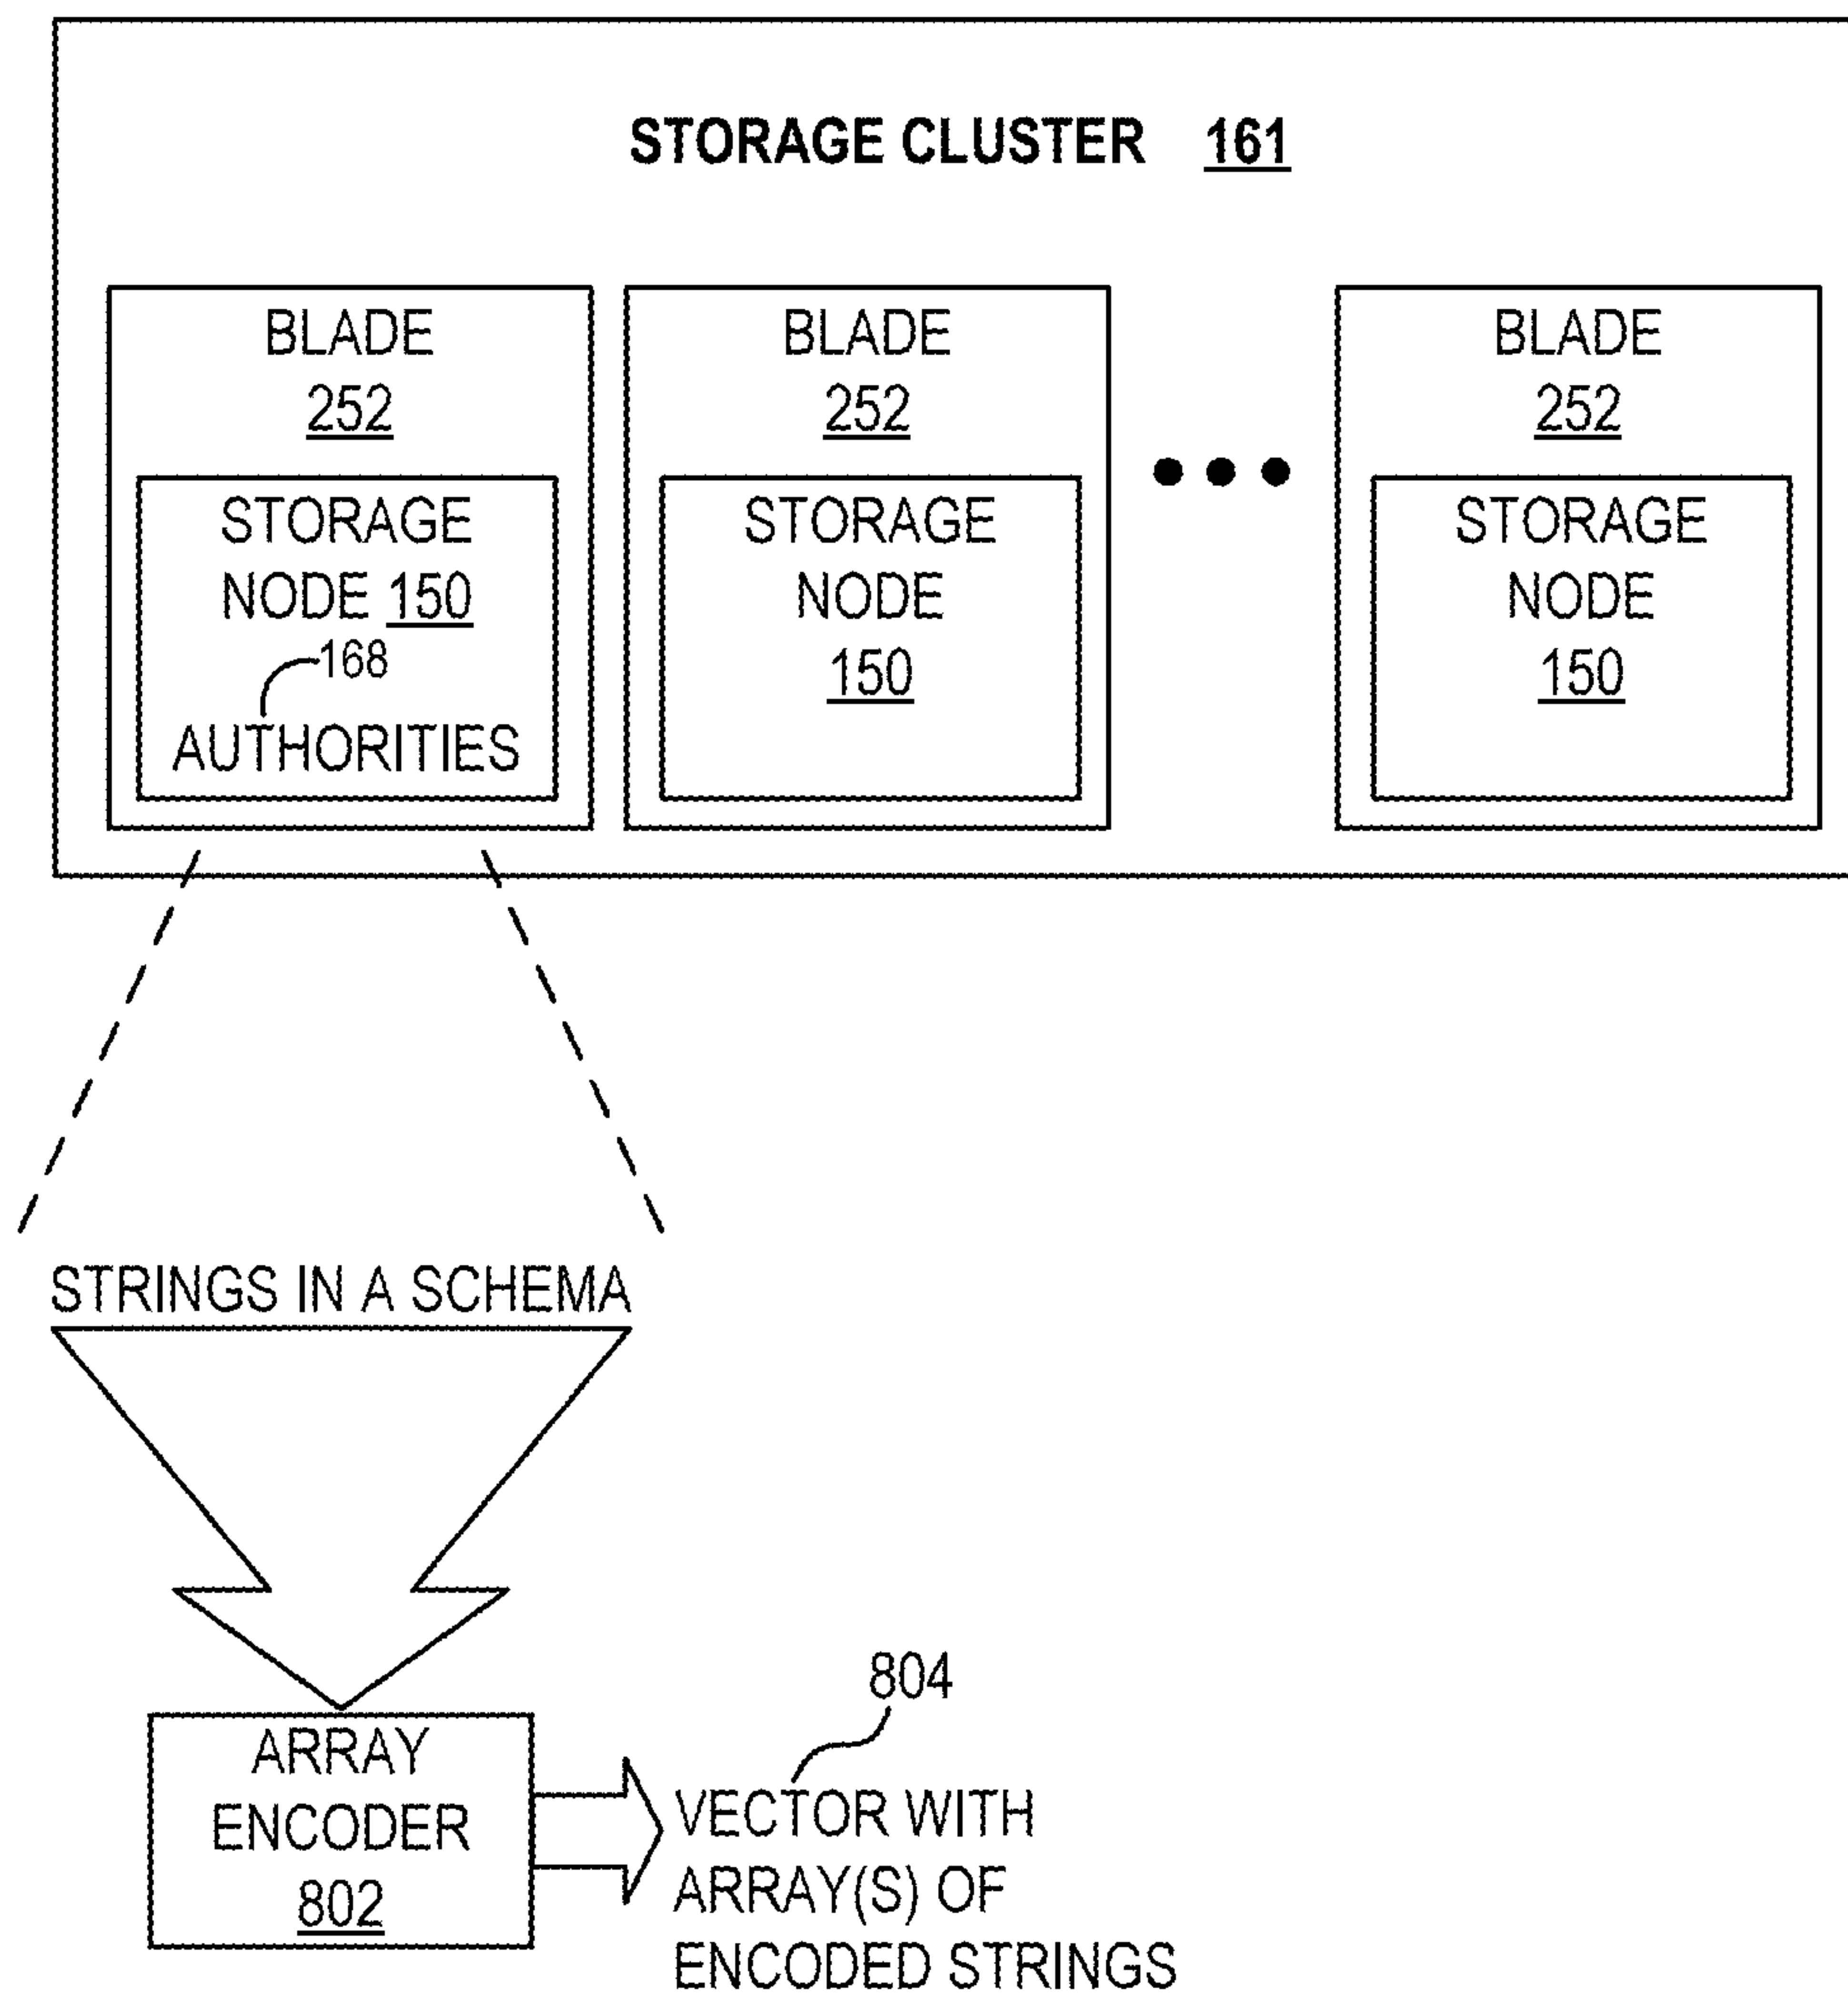 STORAGE CLUSTER 161
BLADE
252
STORAGE
NODE 150
168
AUTHORITIES
BLADE
252
STORAGE
NODE
150
BLADE
252
STORAGE
NODE
150
STRINGS IN A SCHEMA
ARRAY
ENCODER
802
804
VECTOR WITH
ARRAY(S) OF
ENCODED STRINGS